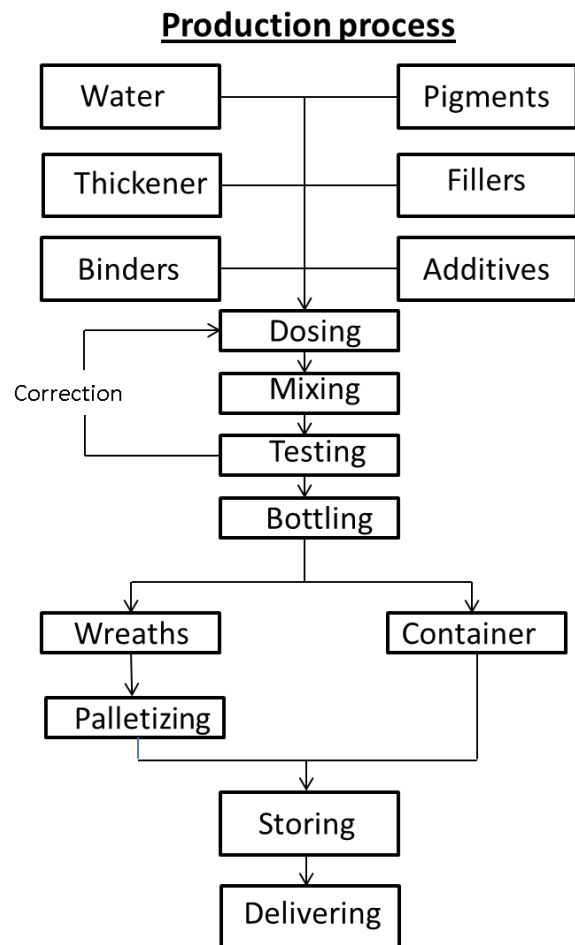 Production process
Water
Pigments
Thickener
Fillers
Binders
Additives
Dosing
Correction
Mixing
Testing
Bottling
Wreaths
Container
Palletizing
Storing
Delivering